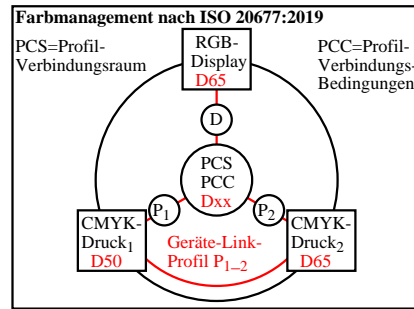 Farbmanagement nach ISO 20677:2019
PCS=Profil-
Verbindungsraum
RGB-
Display
D65
PCC=Profil-
Verbindungs-
Bedingungen
D
PCS
PCC
Dxx
P1
P2
CMYK-
Druck1
D50
Geräte-Link-
Profil P1–2
CMYK-
Druck2
D65